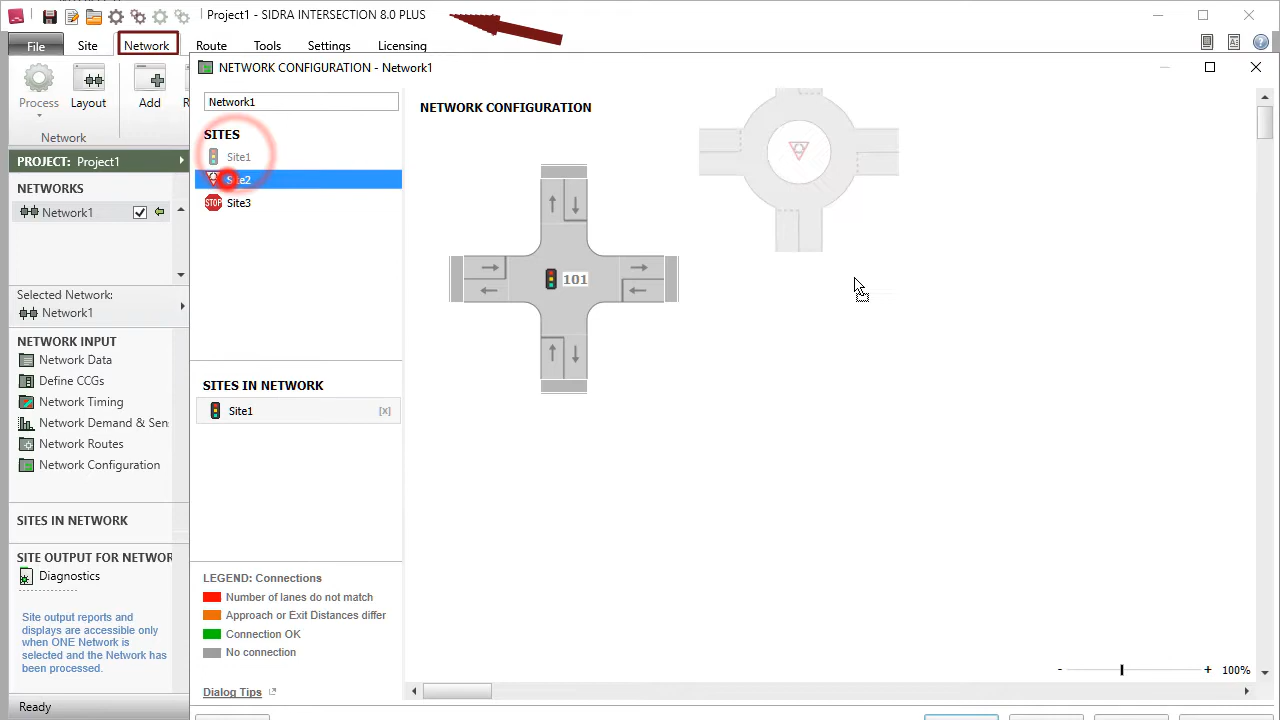 Project1 - SIDRA INTERSECTION 8.0 PLUS
File
Site
Network
Route
Tools
Settings
Licensing
Process
Layout
Add
Network
NETWORK CONFIGURATION - Network1
Network1
SITES
Site1
Site2
STOP Site3
NETWORK CONFIGURATION
101
PROJECT: Project1
NETWORKS
Network1
Selected Network:
Network1
NETWORK INPUT
Network Data
Define CCGs
Network Timing
Network Demand & Sen
Network Routes
Network Configuration
SITES IN NETWORK
SITE OUTPUT FOR NETWOR
Diagnostics
Site output reports and
displays are accessible only
when ONE Network is
selected and the Network has
been processed.
Ready
SITES IN NETWORK
Site1 [X]
LEGEND: Connections
Number of lanes do not match
Approach or Exit Distances differ
Connection OK
No connection
Dialog Tips
- + 100%